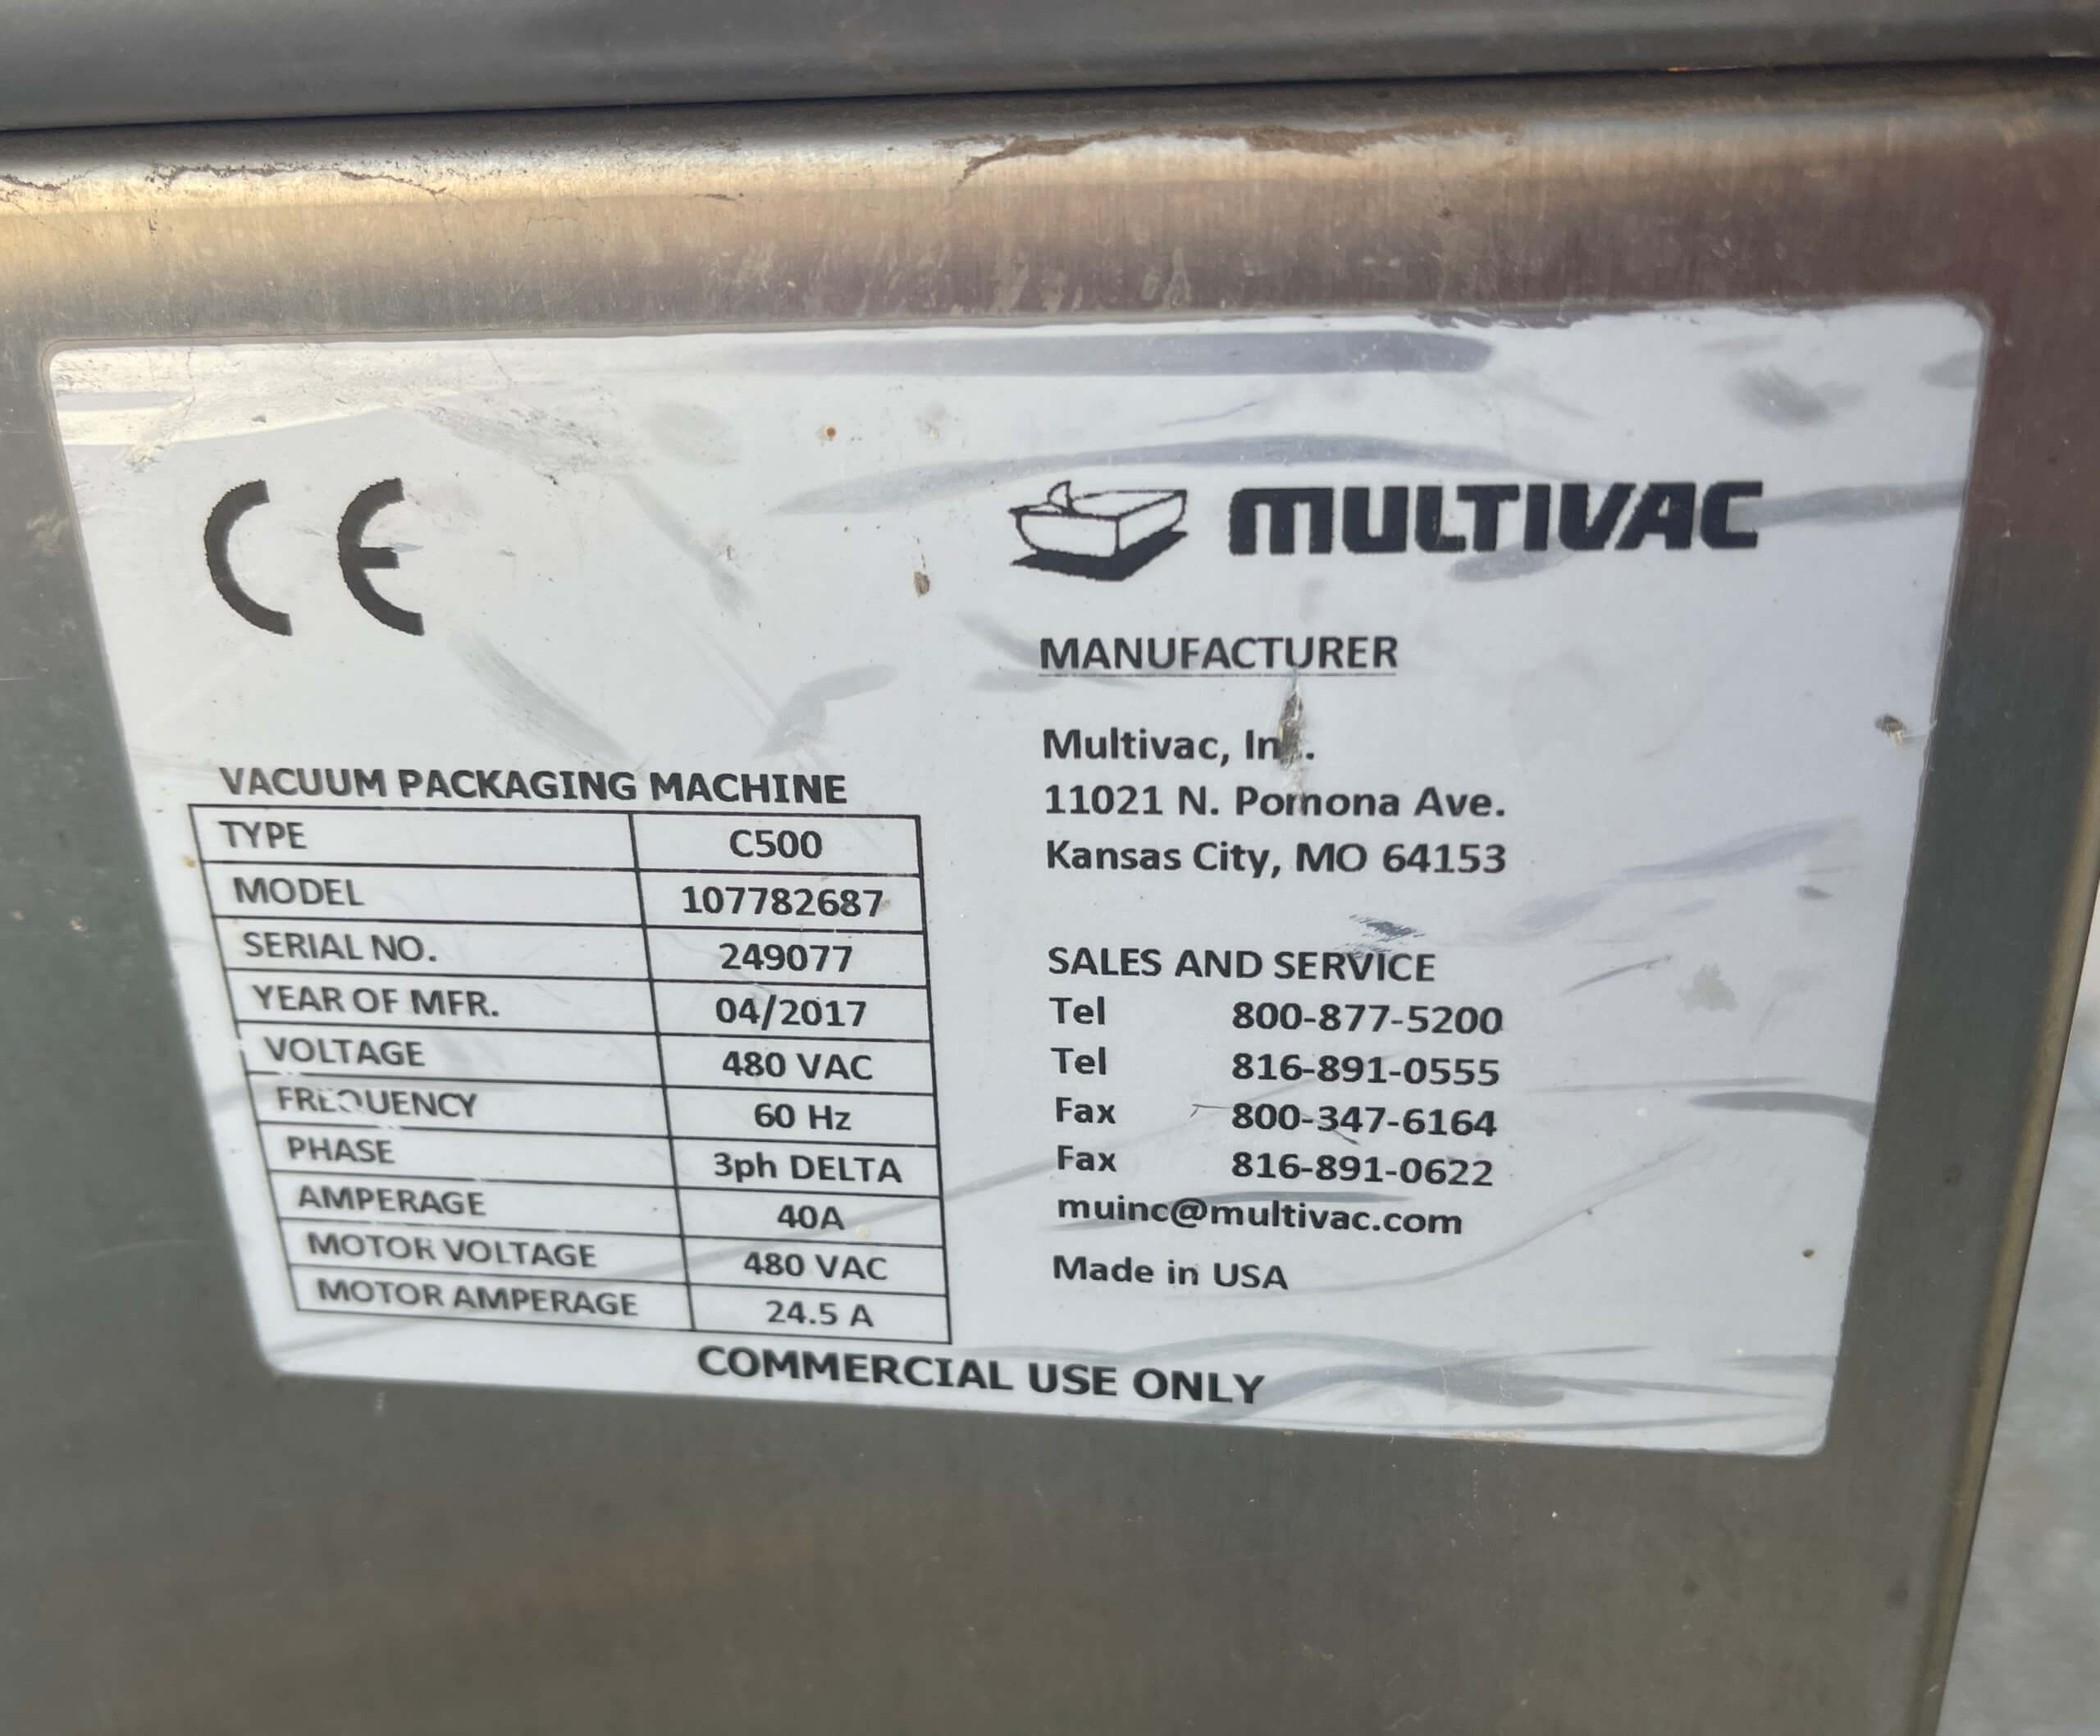 CE
MULTIVAC
MANUFACTURER
Multivac,
11021 N. Pomona Ave.
Kansas City, MO 64153
SALES AND SERVICE
Tel 800-877-5200
Tel 816-891-0555
Fax 800-347-6164
Fax 816-891-0622
muinc@multivac.com
Made in USA
VACUUM PACKAGING MACHINE
TYPE C500
MODEL 107782687
SERIAL NO. 249077
YEAR OF MFR. 04/2017
VOLTAGE 480 VAC
FREQUENCY 60 Hz
PHASE 3ph DELTA
AMPERAGE 40A
MOTOR VOLTAGE 480 VAC
MOTOR AMPERAGE 24.5 A
COMMERCIAL USE ONLY